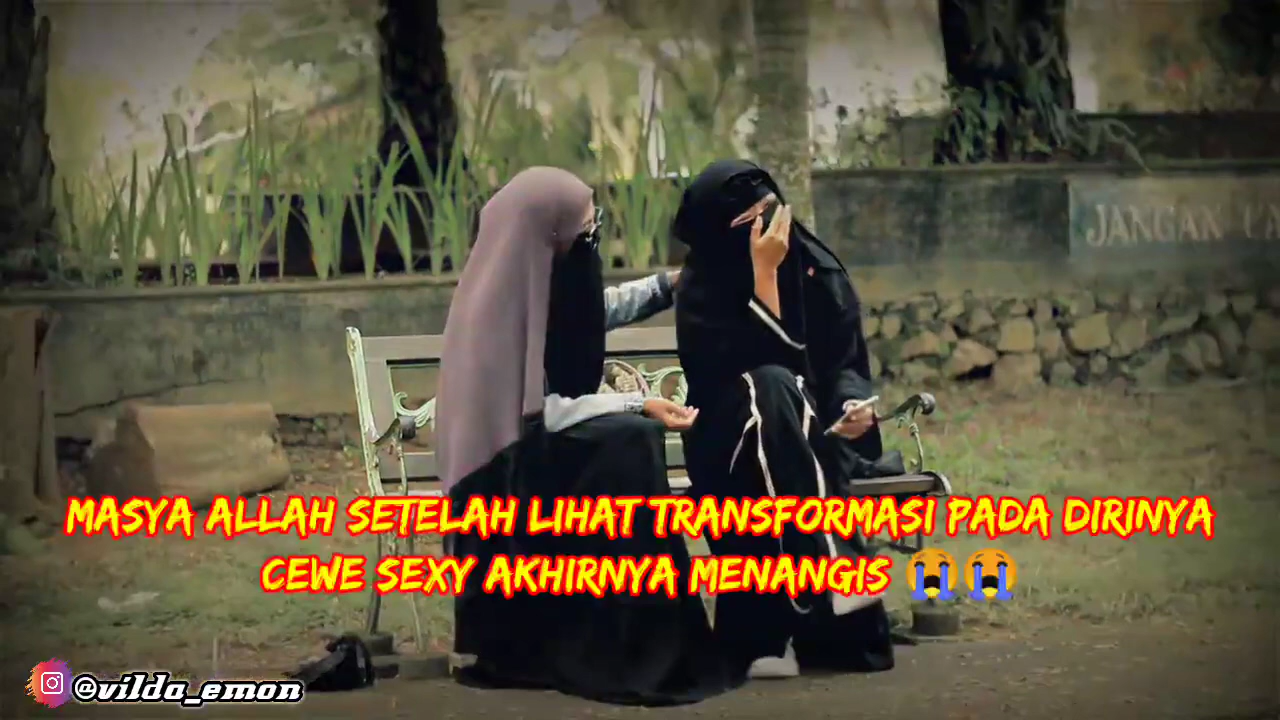 JANGAN
MASYA ALLAH SETELAH LIHAT TRANSFORMASI PADA DIRINYA
CEWE SEXY AKHIRNYA MENANGIS 😭😭
@vilda_emon